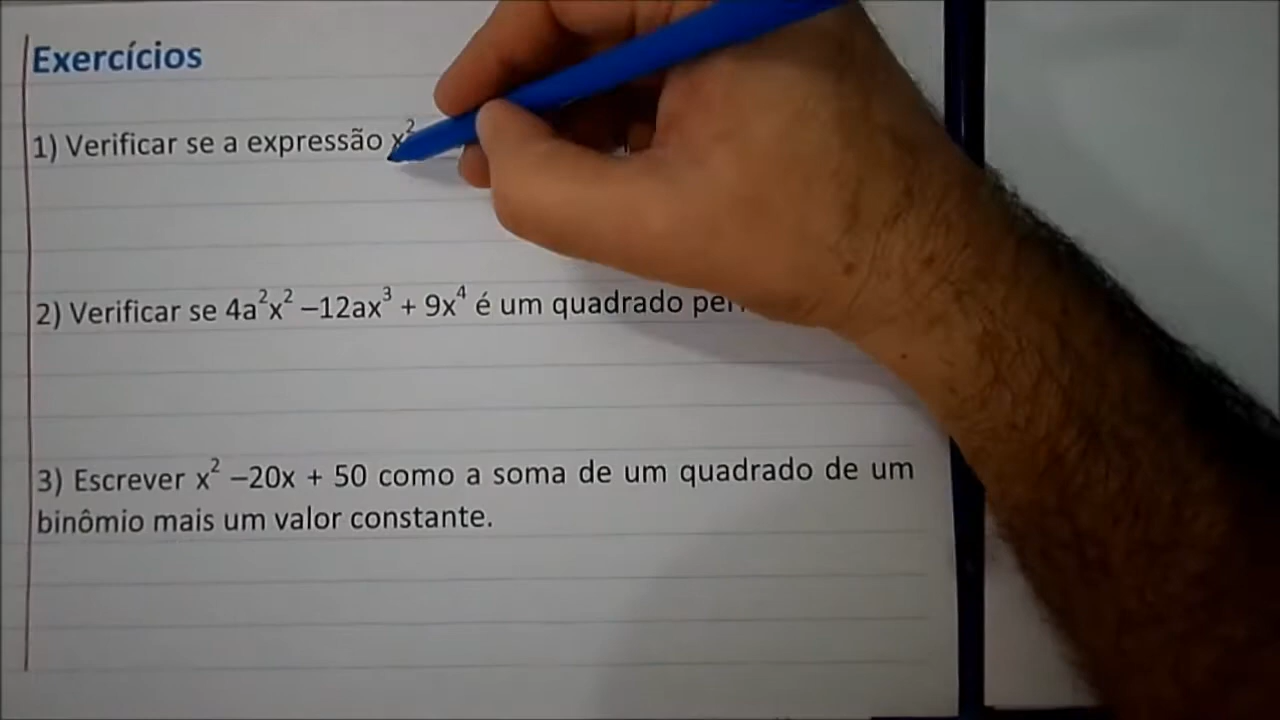 Exercícios
1) Verificar se a expressão x²
2) Verificar se 4a²x² –12ax³ + 9x⁴ é um quadrado
3) Escrever x² –20x + 50 como a soma de um quadrado de um
binômio mais um valor constante.